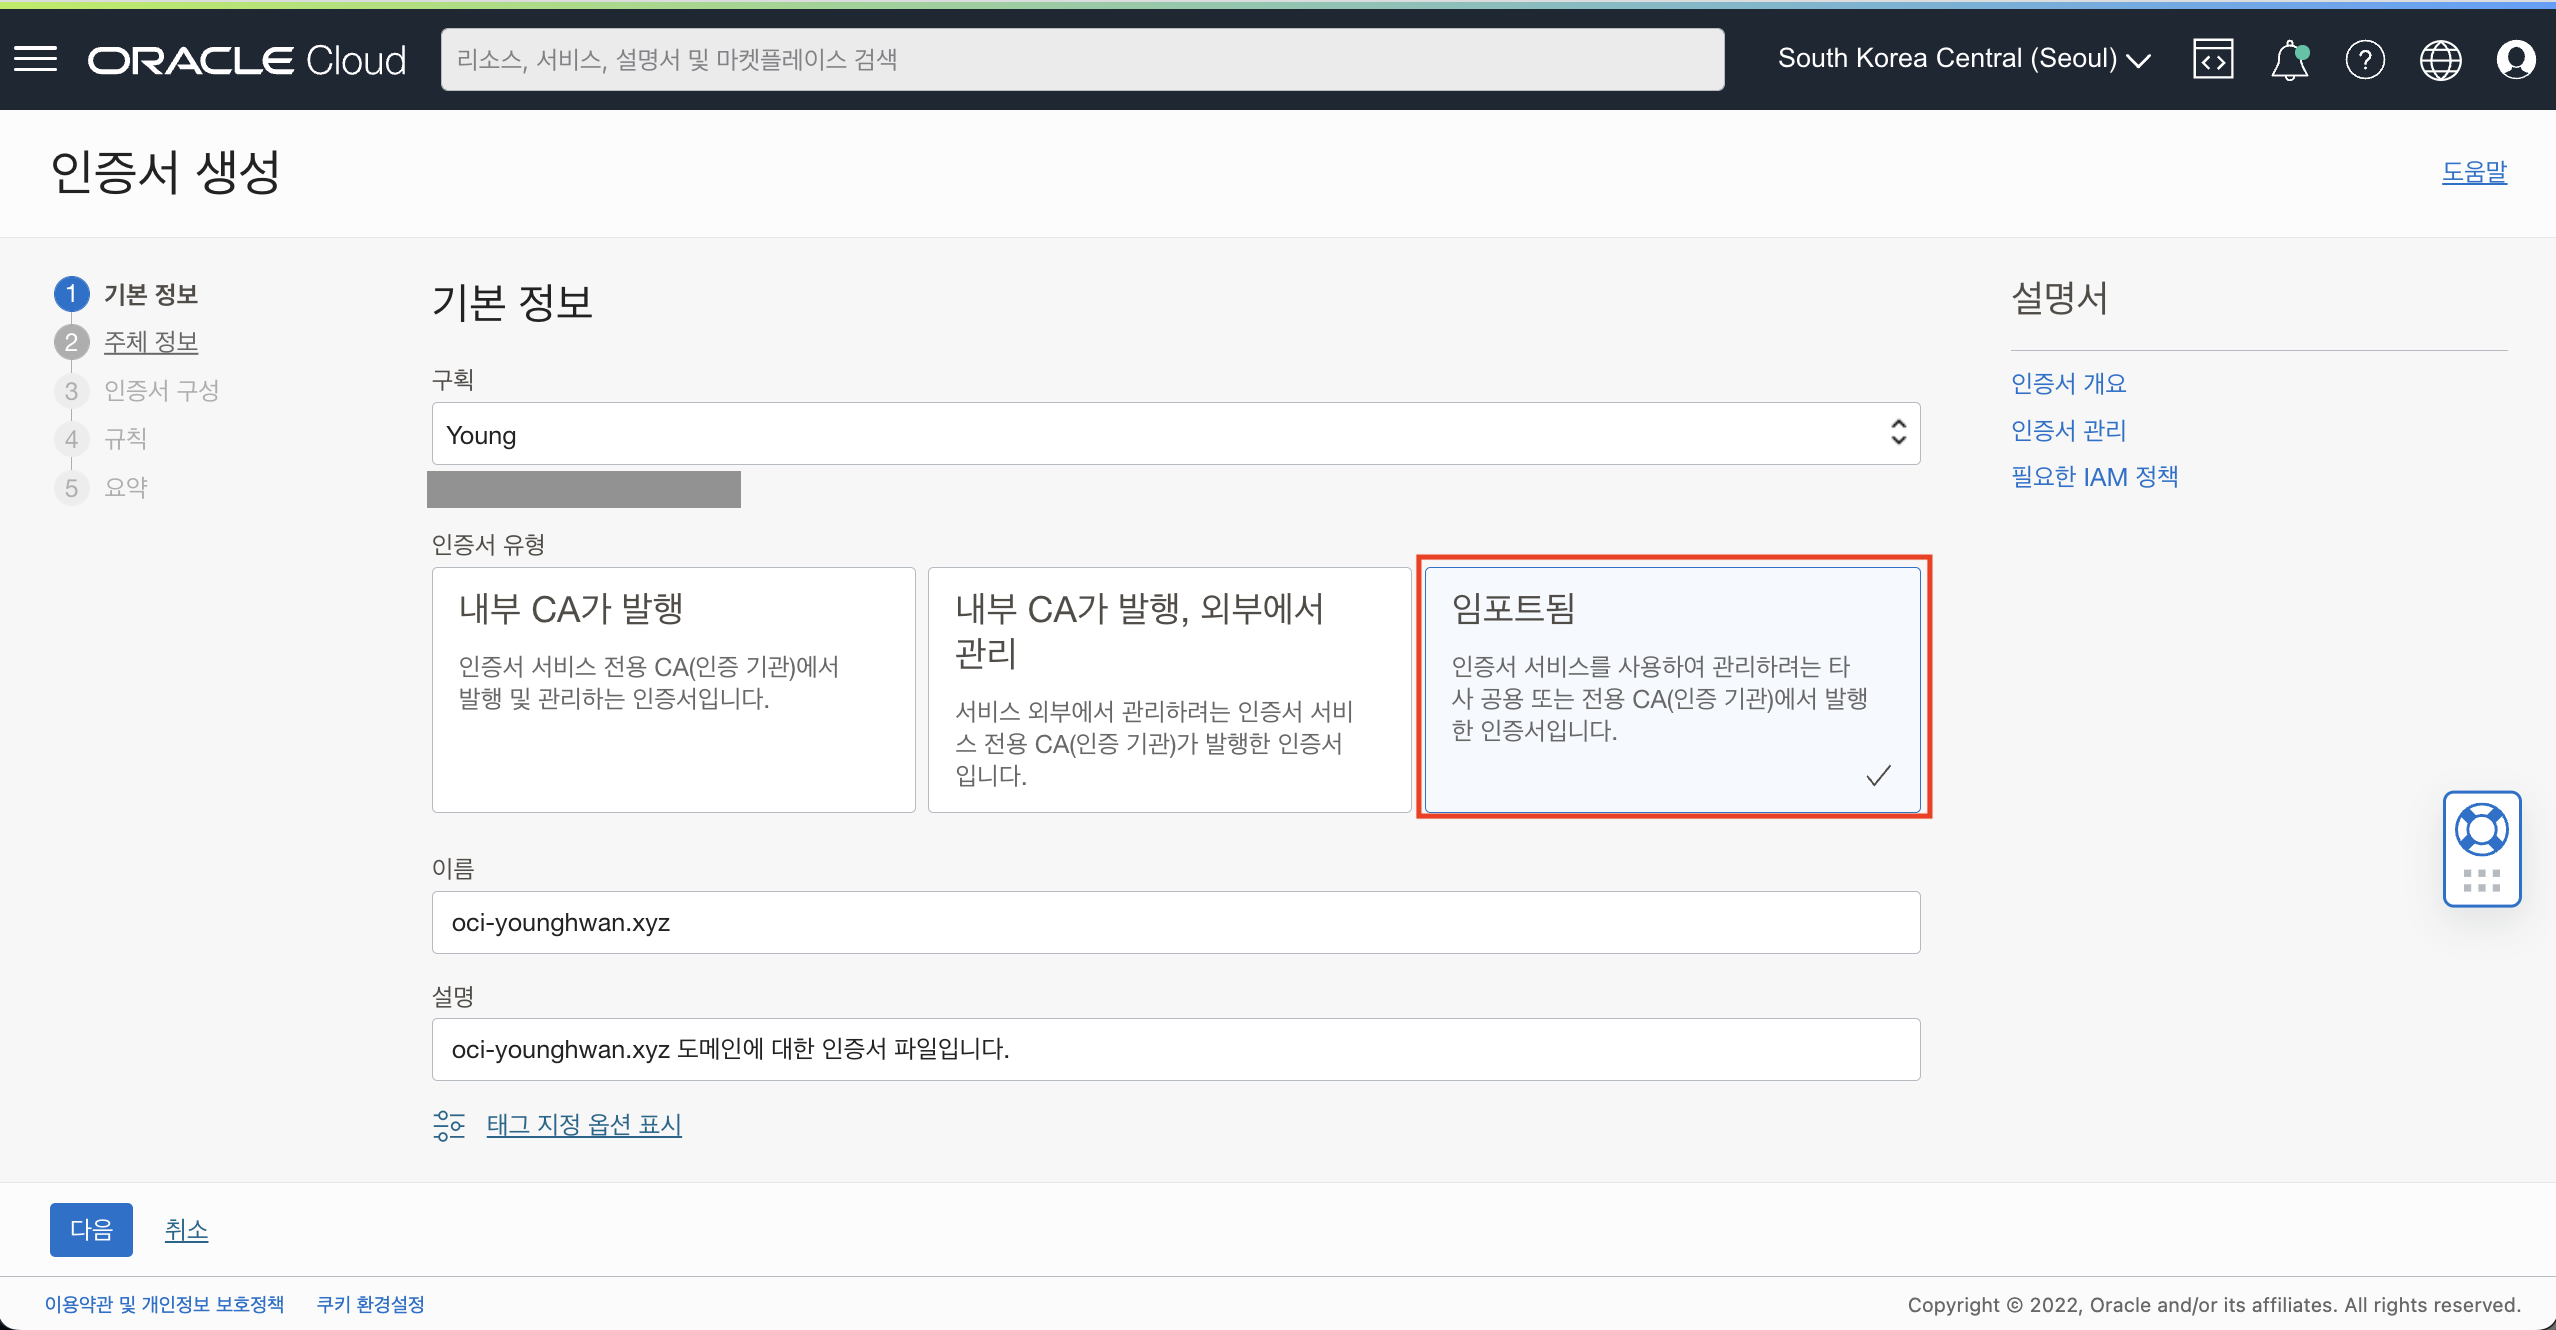 ORACLE Cloud
리소스, 서비스, 설명서 및 마켓플레이스 검색
South Korea Central (Seoul)
인증서 생성
도움말
1 기본 정보
2 주체 정보
3 인증서 구성
4 규칙
5 요약
기본 정보
구획
Young
인증서 유형
내부 CA가 발행
인증서 서비스 전용 CA(인증 기관)에서
발행 및 관리하는 인증서입니다.
내부 CA가 발행, 외부에서
관리
서비스 외부에서 관리하려는 인증서 서비
스 전용 CA(인증 기관)가 발행한 인증서
입니다.
임포트됨
인증서 서비스를 사용하여 관리하려는 타
사 공용 또는 전용 CA(인증 기관)에서 발행
한 인증서입니다.
이름
oci-younghwan.xyz
설명
oci-younghwan.xyz 도메인에 대한 인증서 파일입니다.
태그 지정 옵션 표시
설명서
인증서 개요
인증서 관리
필요한 IAM 정책
다음
취소
이용약관 및 개인정보 보호정책
쿠키 환경설정
Copyright © 2022, Oracle and/or its affiliates. All rights reserved.